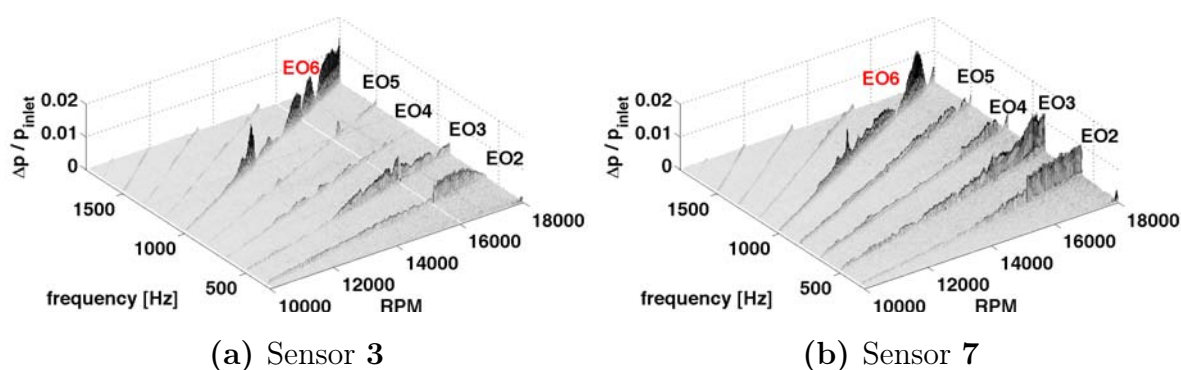 EO6
EO5
EO4
EO3
EO2
0.02
0.01
0
Δp / p_inlet
1500
1000
500
frequency [Hz]
10000
12000
14000
16000
18000
RPM
(a) Sensor 3
EO6
EO5
EO4
EO3
EO2
0.02
0.01
0
Δp / p_inlet
1500
1000
500
frequency [Hz]
10000
12000
14000
16000
18000
RPM
(b) Sensor 7